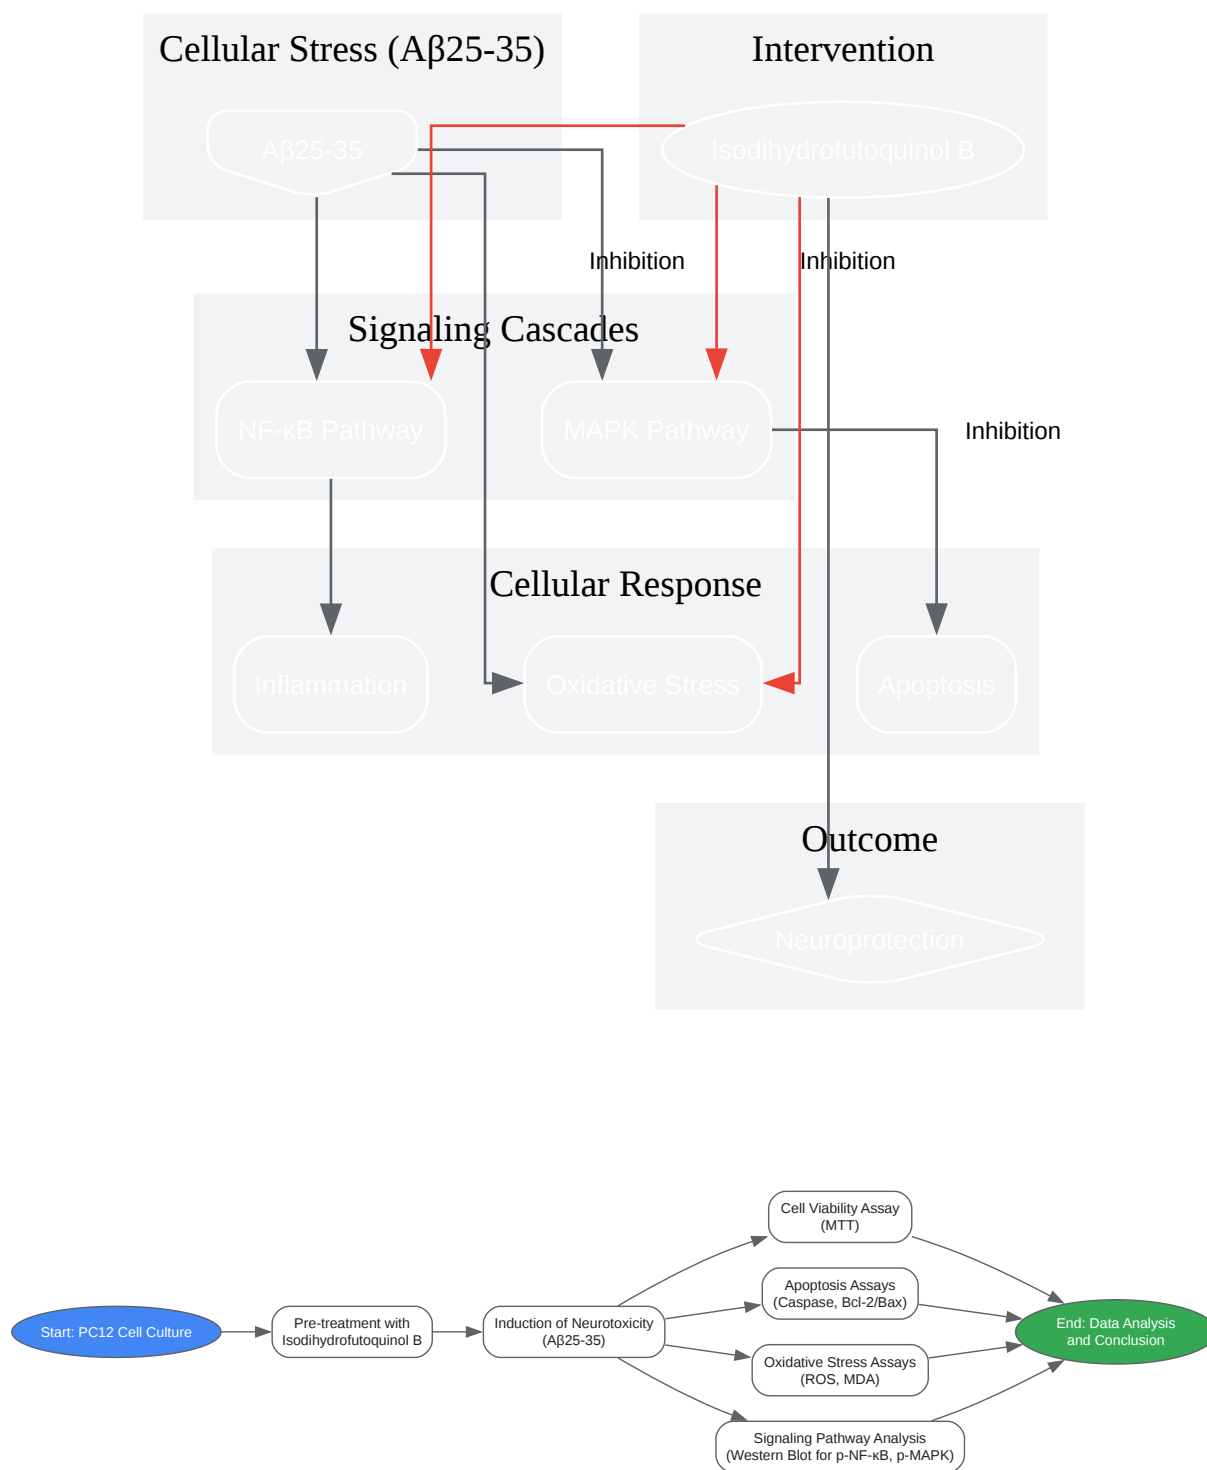 Cellular Stress (Aβ25-35)
Intervention
Aβ25-35
Isodihydrofutoquinol B
Inhibition
Inhibition
Signaling Cascades
NF-κB Pathway
MAPK Pathway
Inhibition
Cellular Response
Inflammation
Oxidative Stress
Apoptosis
Outcome
Neuroprotection
Start: PC12 Cell Culture
Pre-treatment with
Isodihydrofutoquinol B
Induction of Neurotoxicity
(Aβ25-35)
Cell Viability Assay
(MTT)
Apoptosis Assays
(Caspase, Bcl-2/Bax)
Oxidative Stress Assays
(ROS, MDA)
Signaling Pathway Analysis
(Western Blot for p-NF-κB, p-MAPK)
End: Data Analysis
and Conclusion